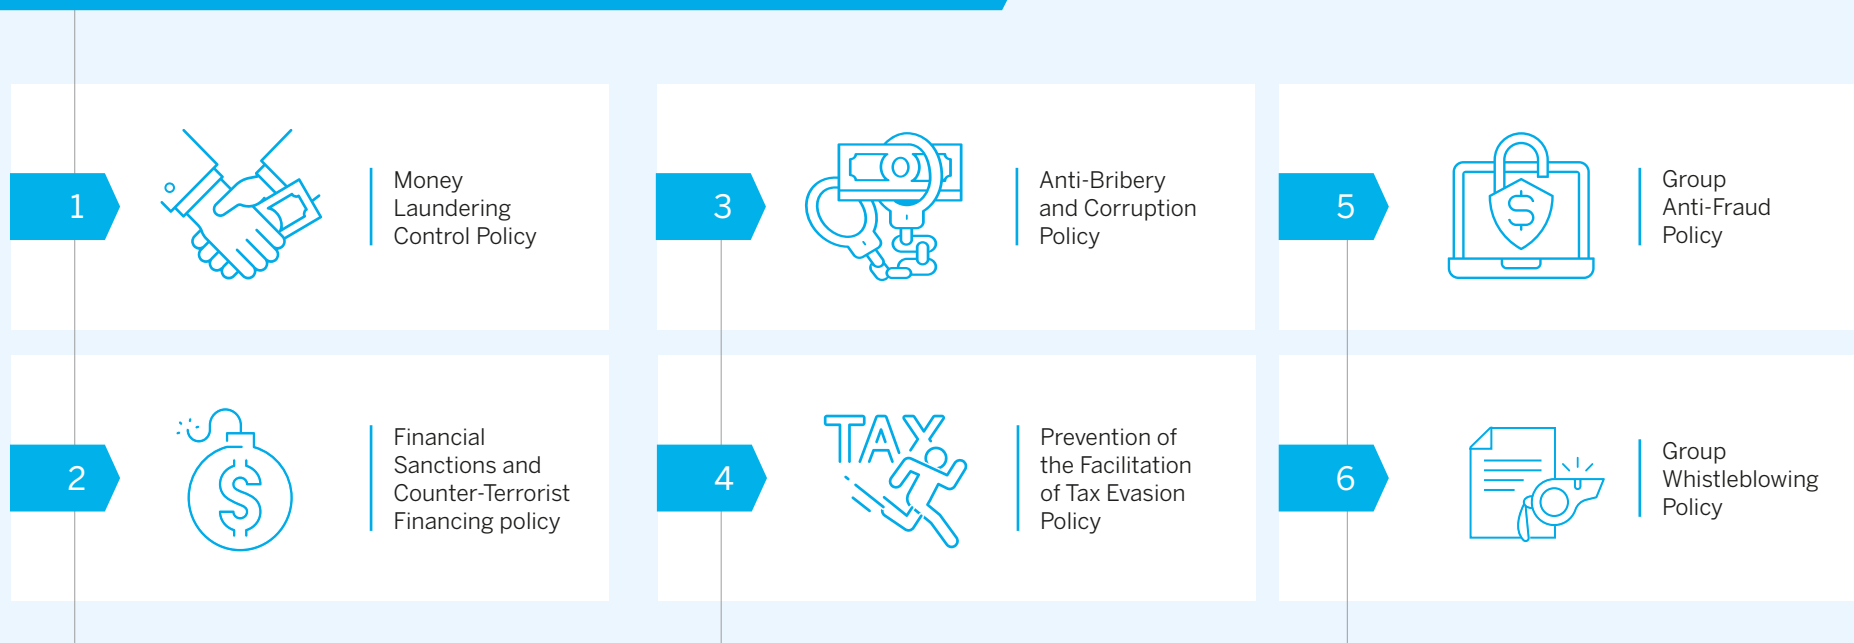 1
Money
Laundering
Control Policy
2
Financial
Sanctions and
Counter-Terrorist
Financing policy
3
Anti-Bribery
and Corruption
Policy
4
TAX
Prevention of
the Facilitation
of Tax Evasion
Policy
5
$
Group
Anti-Fraud
Policy
6
Group
Whistleblowing
Policy
$